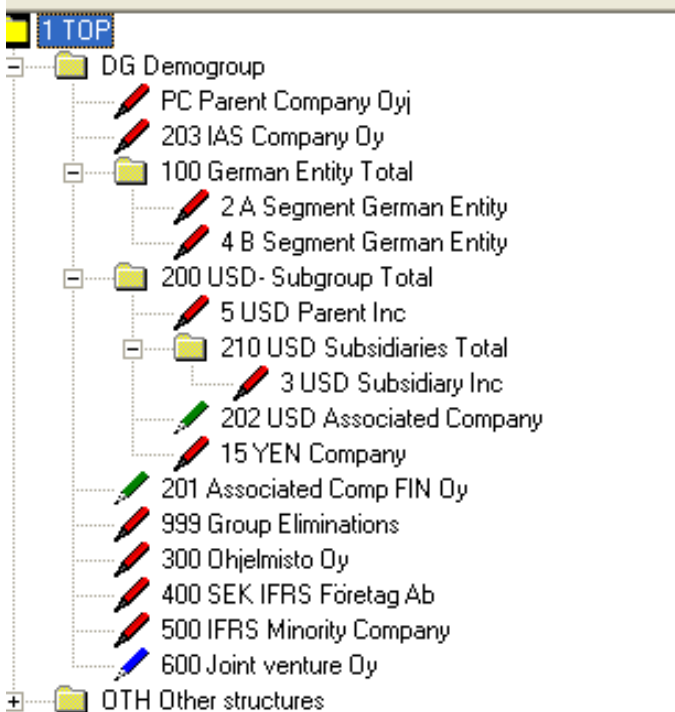 1 TOP
DG Demogroup
PC Parent Company Oyj
203 IAS Company Oy
100 German Entity Total
2 A Segment German Entity
4 B Segment German Entity
200 USD- Subgroup Total
5 USD Parent Inc
210 USD Subsidiaries Total
3 USD Subsidiary Inc
202 USD Associated Company
15 YEN Company
201 Associated Comp FIN Oy
999 Group Eliminations
300 Ohjelmisto Oy
400 SEK IFRS Företag Ab
500 IFRS Minority Company
600 Joint venture Oy
OTH Other structures